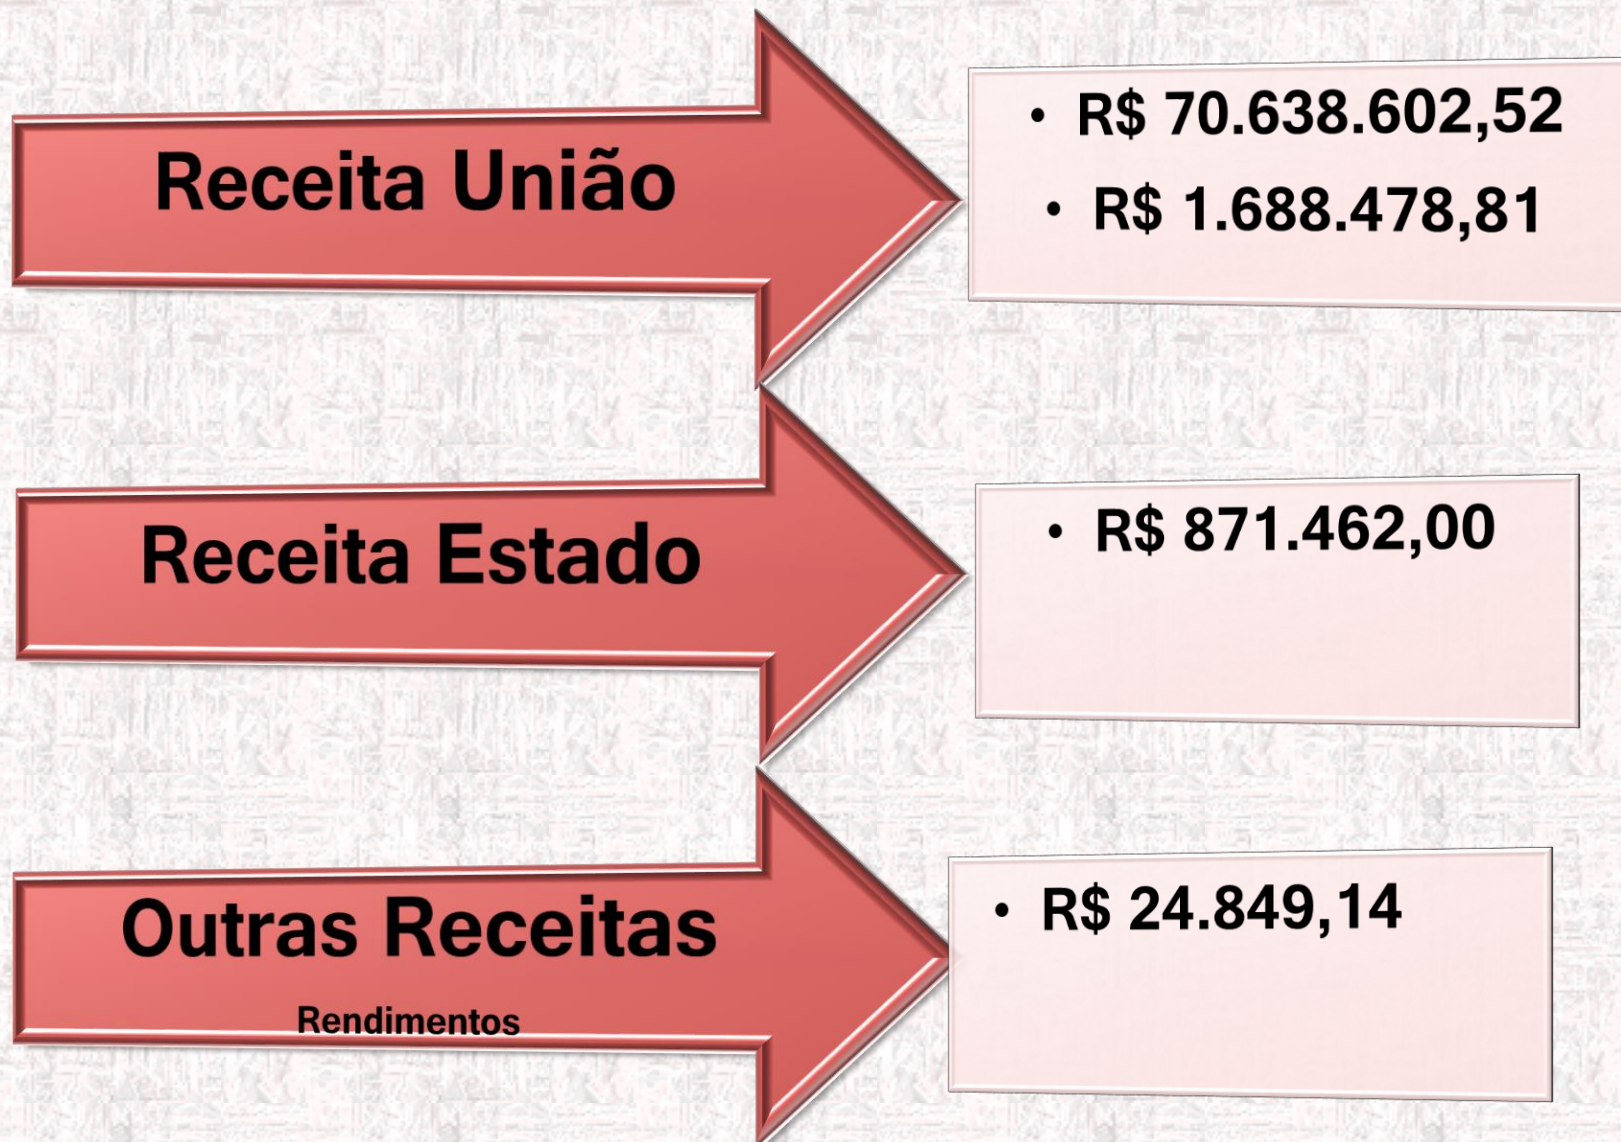 Receita União
• R$ 70.638.602,52
• R$ 1.688.478,81
Receita Estado
• R$ 871.462,00
Outras Receitas
Rendimentos
• R$ 24.849,14